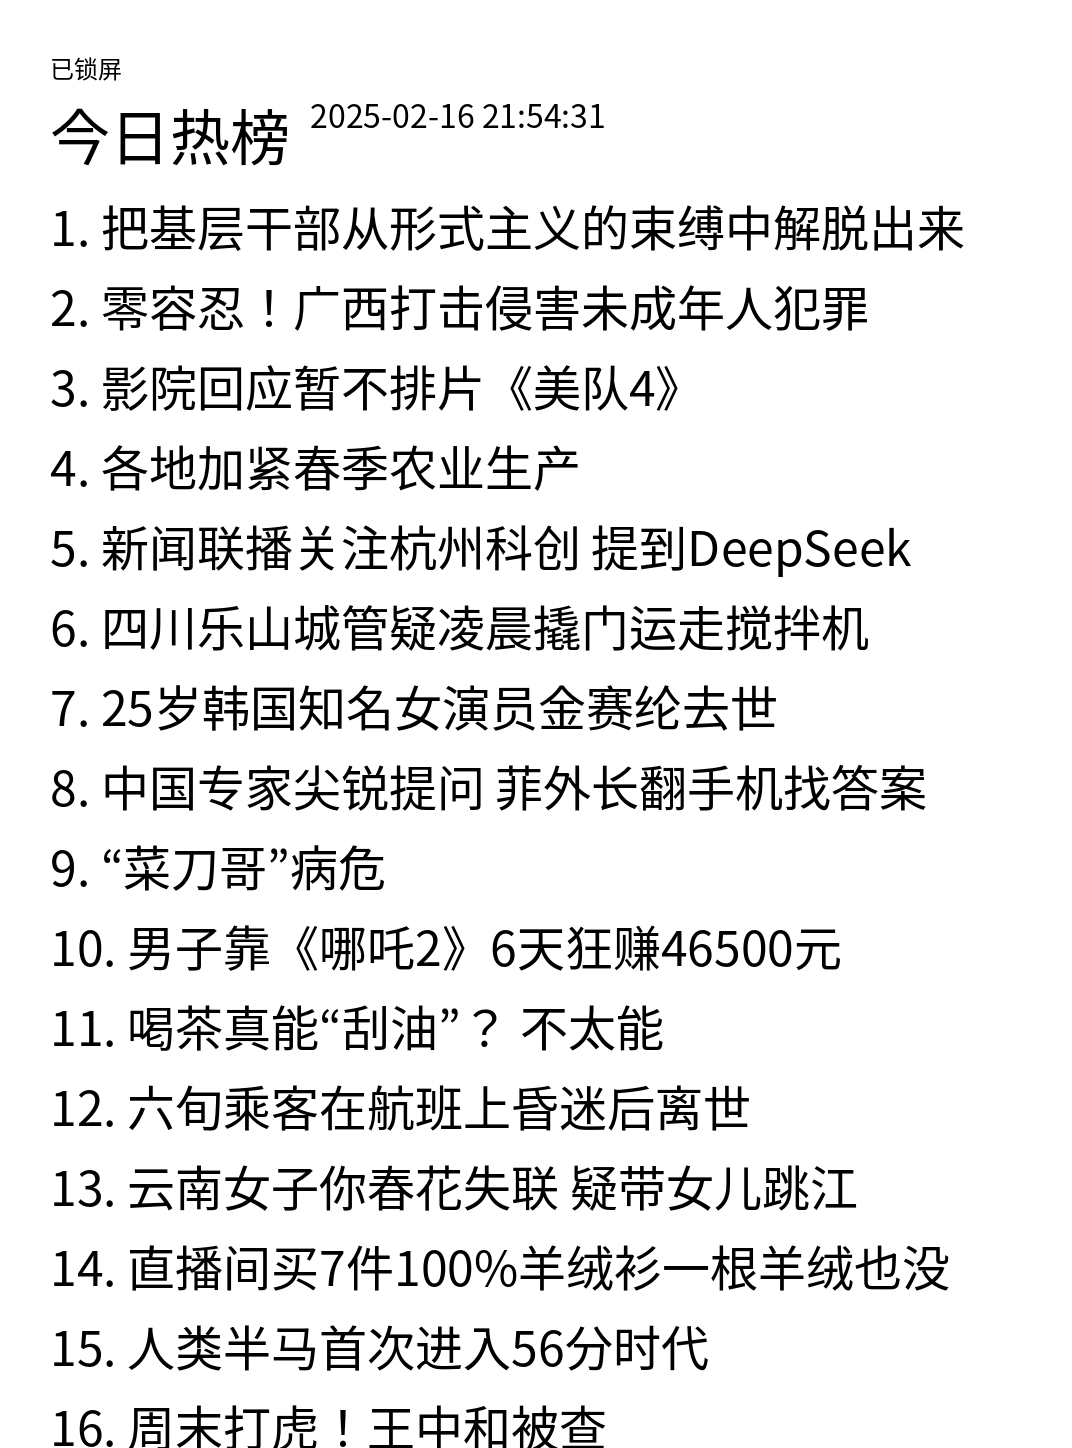 已锁屏
今日热榜 2025-02-16 21:54:31
1. 把基层干部从形式主义的束缚中解脱出来
2. 零容忍！广西打击侵害未成年人犯罪
3. 影院回应暂不排片《美队4》
4. 各地加紧春季农业生产
5. 新闻联播关注杭州科创 提到DeepSeek
6. 四川乐山城管疑凌晨撬门运走搅拌机
7. 25岁韩国知名女演员金赛纶去世
8. 中国专家尖锐提问 菲外长翻手机找答案
9. “菜刀哥”病危
10. 男子靠《哪吒2》6天狂赚46500元
11. 喝茶真能“刮油”？ 不太能
12. 六旬乘客在航班上昏迷后离世
13. 云南女子你春花失联 疑带女儿跳江
14. 直播间买7件100%羊绒衫一根羊绒也没
15. 人类半马首次进入56分时代
16. 周末打虎！王中和被查